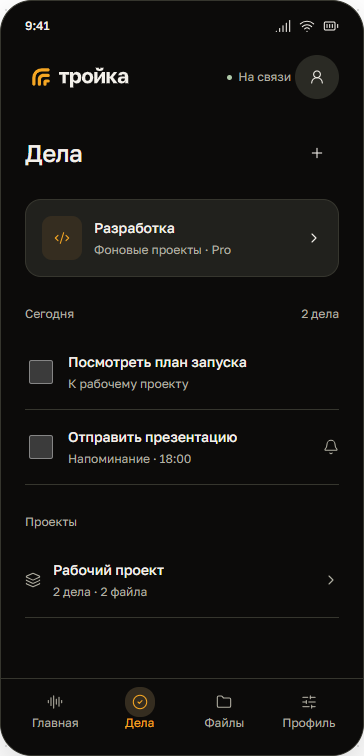 9:41
тройка
На связи
Дела
Разработка
Фоновые проекты · Pro
Сегодня
2 дела
Посмотреть план запуска
К рабочему проекту
Отправить презентацию
Напоминание · 18:00
Проекты
Рабочий проект
2 дела · 2 файла
Главная
Дела
Файлы
Профиль